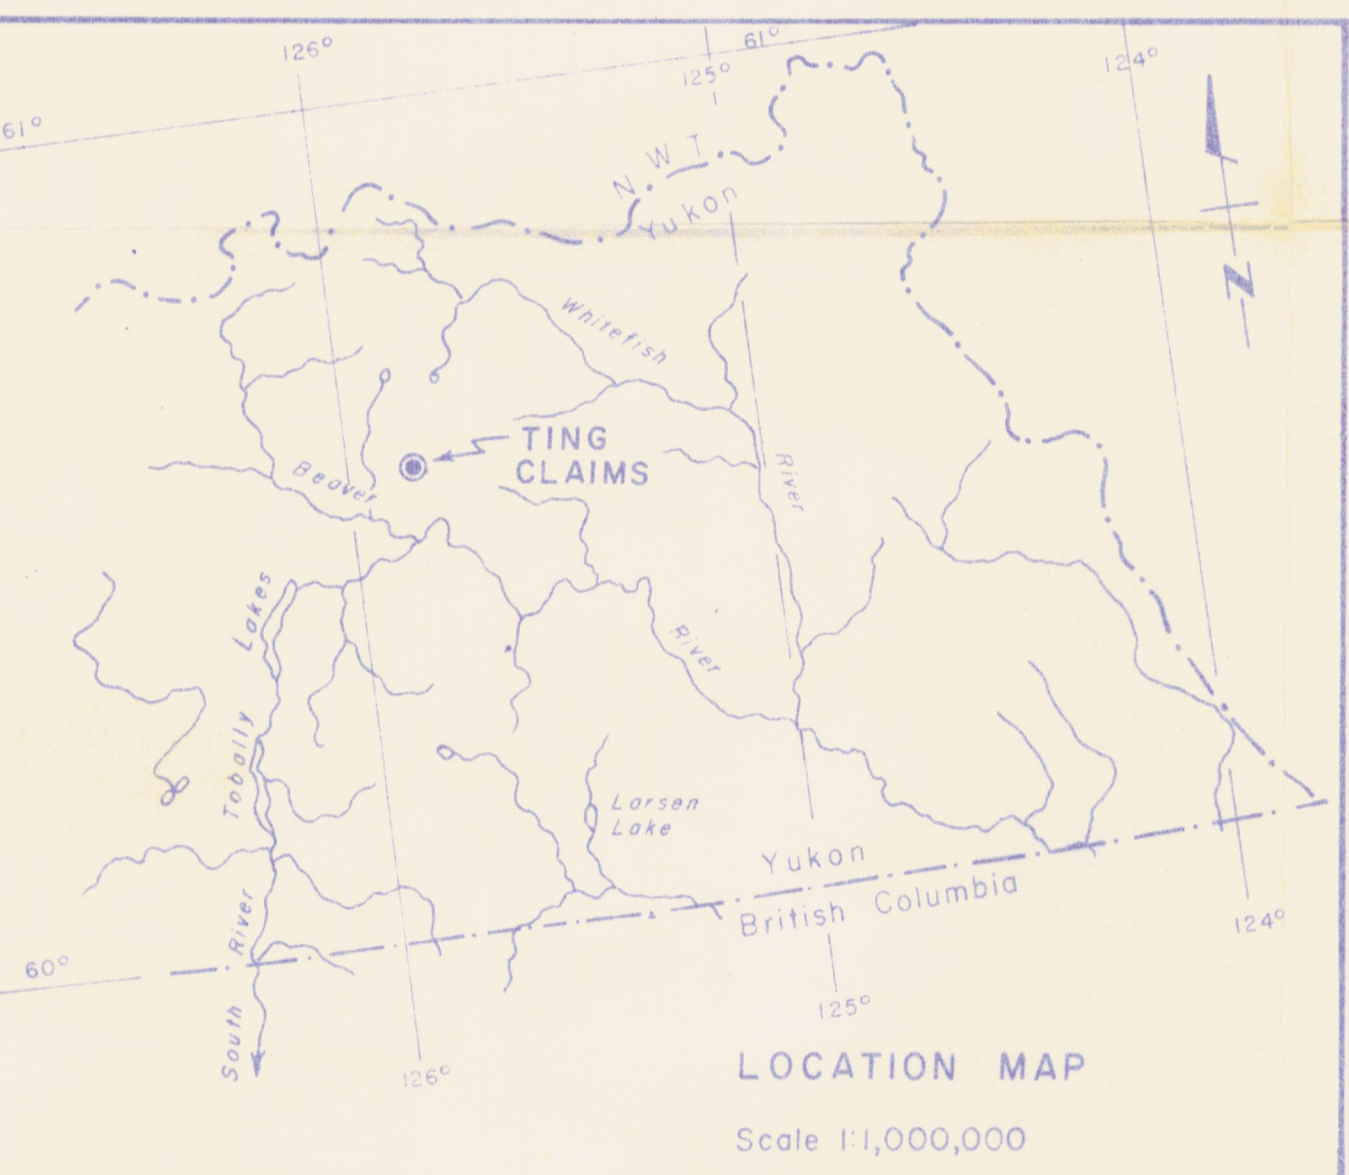 126°
125°
61°
124°
61°
N W T
Yukon
N
Whitefish
River
TING
CLAIMS
Beaver
River
Lakes
Tobally
River
South
Larsen
Lake
Yukon
British Columbia
60°
124°
125°
126°
LOCATION MAP
Scale 1:1,000,000